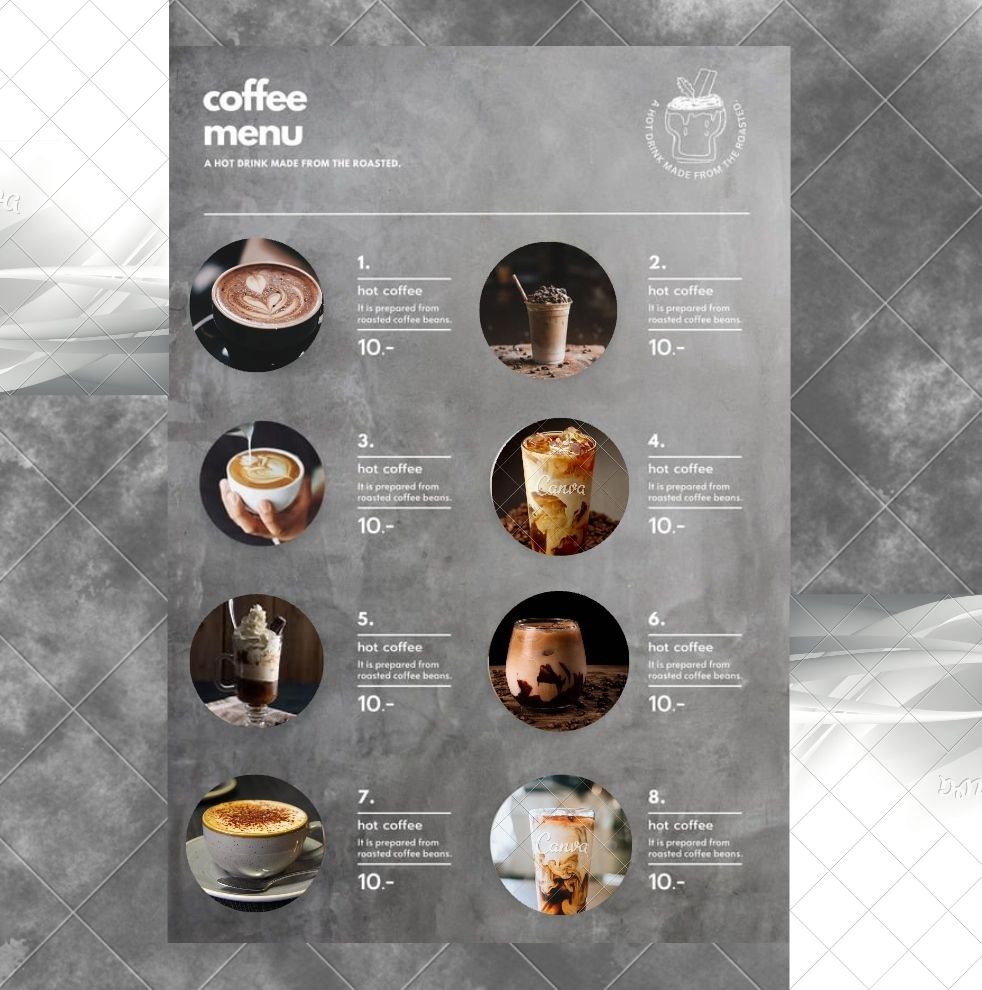 coffee
menu
A HOT DRINK MADE FROM THE ROASTED.
A HOT DRINK MADE FROM THE ROASTED.
1.
hot coffee
It is prepared from
roasted coffee beans.
10.-
2.
hot coffee
It is prepared from
roasted coffee beans.
10.-
3.
hot coffee
It is prepared from
roasted coffee beans.
10.-
4.
hot coffee
It is prepared from
roasted coffee beans.
10.-
Canva
5.
hot coffee
It is prepared from
roasted coffee beans.
10.-
6.
hot coffee
It is prepared from
roasted coffee beans.
10.-
7.
hot coffee
It is prepared from
roasted coffee beans.
10.-
8.
hot coffee
It is prepared from
roasted coffee beans.
10.-
Canva